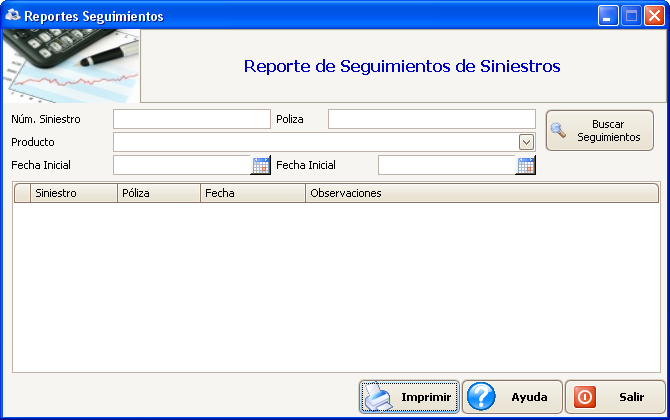 Reportes Seguimientos
Reporte de Seguimientos de Siniestros
Núm. Siniestro Poliza
Buscar Seguimientos
Producto
Fecha Inicial Fecha Inicial
Siniestro Póliza Fecha Observaciones
Imprimir Ayuda Salir